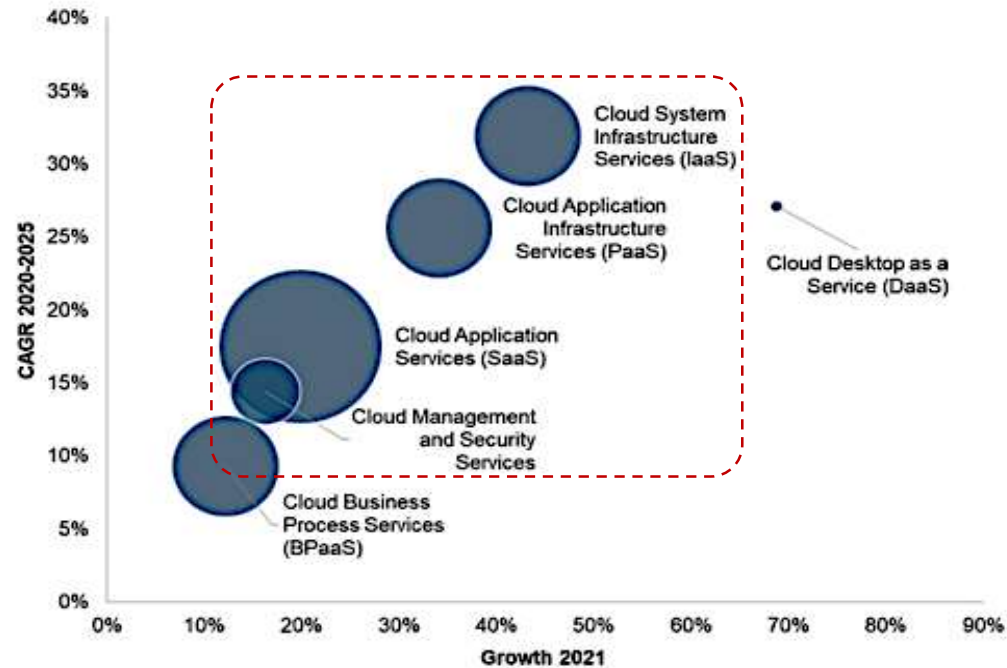 40%
35%
30%
25%
20%
15%
10%
5%
0%
CAGR 2020-2025
Cloud System
Infrastructure
Services (IaaS)
Cloud Application
Infrastructure
Services (PaaS)
Cloud Desktop as a
Service (DaaS)
Cloud Application
Services (SaaS)
Cloud Management
and Security
Services
Cloud Business
Process Services
(BPaaS)
0%
10%
20%
30%
40%
50%
60%
70%
80%
90%
Growth 2021